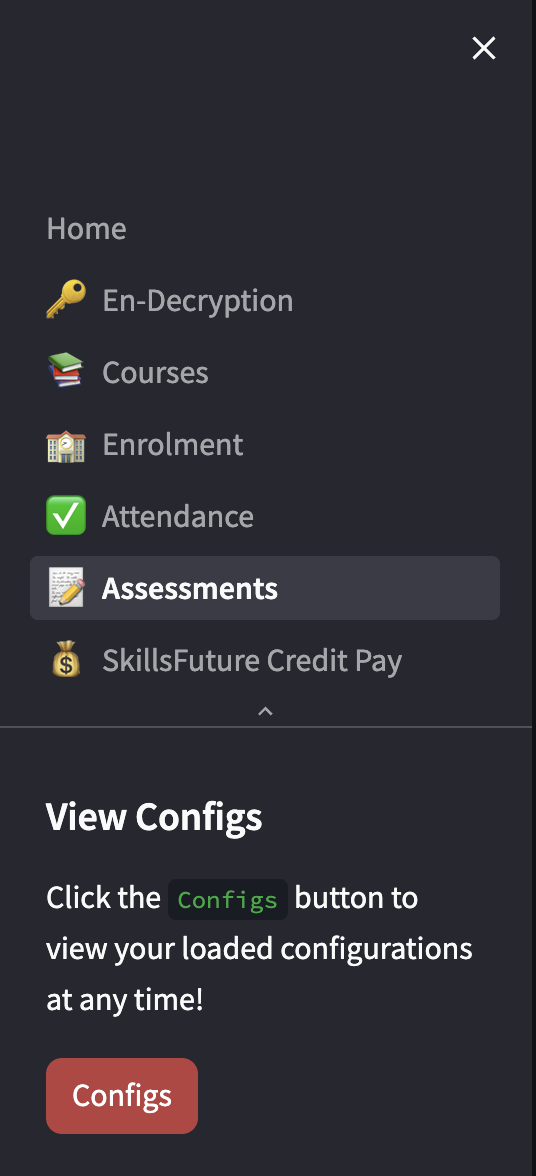 Home
En-Decryption
Courses
Enrolment
Attendance
Assessments
SkillsFuture Credit Pay
View Configs
Click the Configs button to
view your loaded configurations
at any time!
Configs